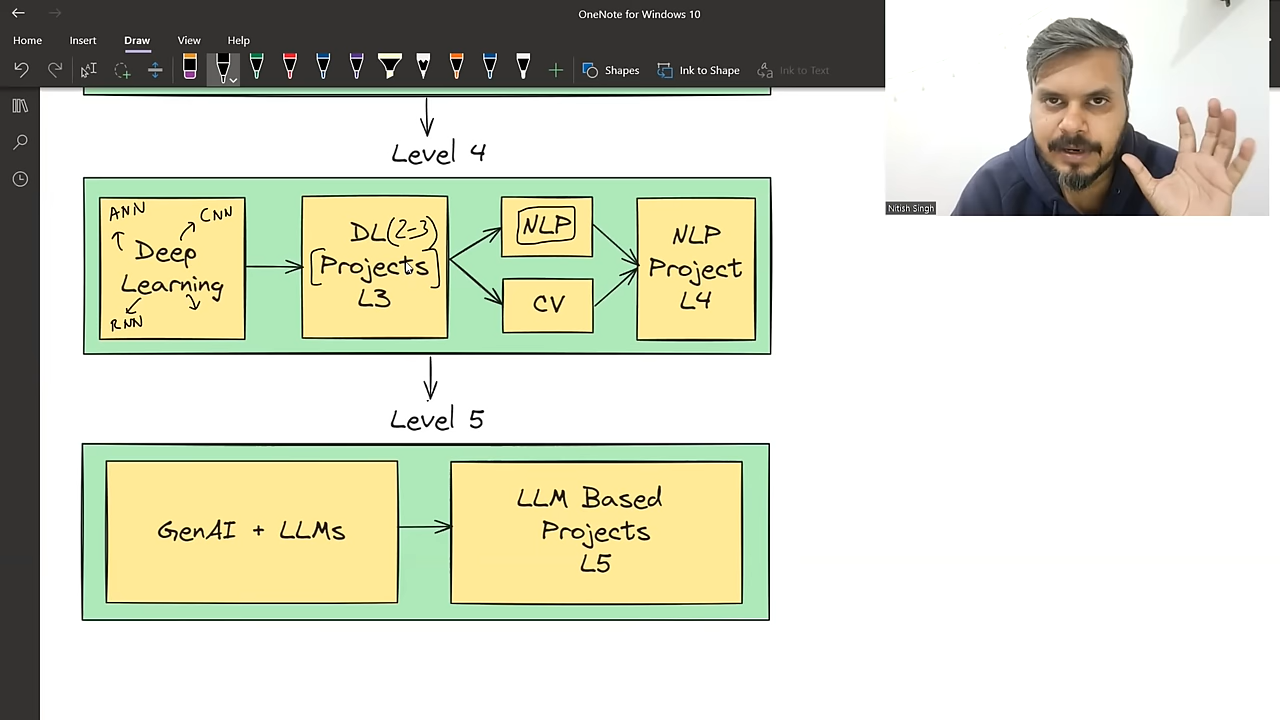 OneNote for Windows 10
Home
Insert
Draw
View
Help
Shapes
Ink to Shape
Ink to Text
Nitish Singh
Level 4
ANN
CNN
Deep
Learning
RNN
DL(2-3)
[Projects]
L3
NLP
CV
NLP
Project
L4
Level 5
GenAI + LLMs
LLM Based
Projects
L5